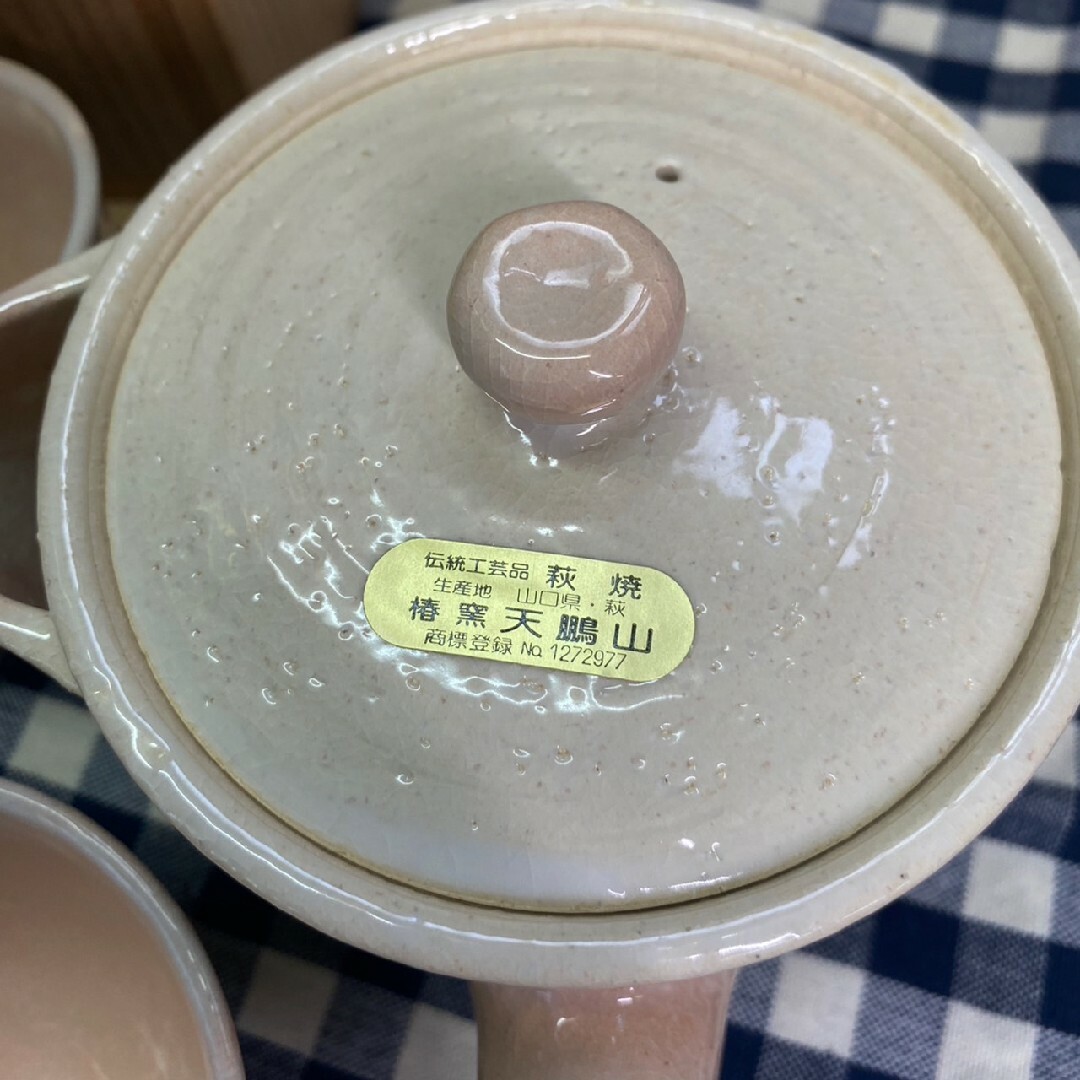 伝統工芸品 萩 焼
生産地 山口県・萩
椿窯 天鵬山
商標登録 No. 1272977